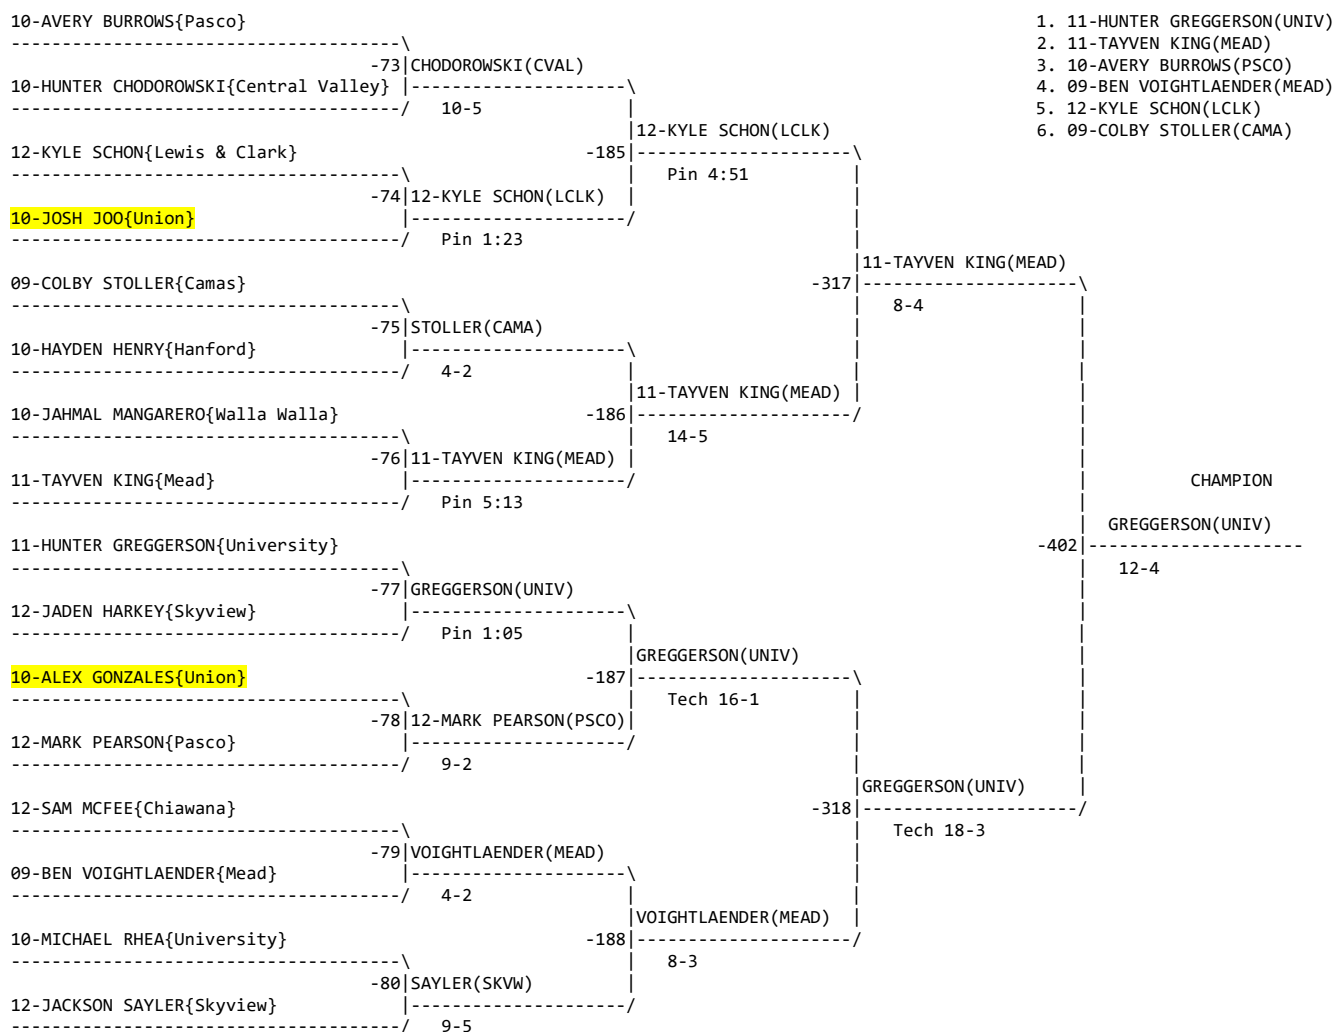 10-AVERY BURROWS{Pasco}
1. 11-HUNTER GREGGERSON(UNIV)
2. 11-TAYVEN KING(MEAD)
-73 CHODOROWSKI(CVAL)
3. 10-AVERY BURROWS(PSCO)
10-HUNTER CHODOROWSKI{Central Valley}
4. 09-BEN VOIGHTLAENDER(MEAD)
10-5
5. 12-KYLE SCHON(LCLK)
12-KYLE SCHON(LCLK)
6. 09-COLBY STOLLER(CAMA)
12-KYLE SCHON{Lewis & Clark}
-185
Pin 4:51
-74 12-KYLE SCHON(LCLK)
10-JOSH JOO{Union}
Pin 1:23
11-TAYVEN KING(MEAD)
09-COLBY STOLLER{Camas}
-317
8-4
-75 STOLLER(CAMA)
10-HAYDEN HENRY{Hanford}
4-2
11-TAYVEN KING(MEAD)
10-JAHMAL MANGARERO{Walla Walla}
-186
14-5
-76 11-TAYVEN KING(MEAD)
11-TAYVEN KING{Mead}
CHAMPION
Pin 5:13
GREGGERSON(UNIV)
11-HUNTER GREGGERSON{University}
-402
12-4
-77 GREGGERSON(UNIV)
12-JADEN HARKEY{Skyview}
Pin 1:05
GREGGERSON(UNIV)
10-ALEX GONZALES{Union}
-187
Tech 16-1
-78 12-MARK PEARSON(PSCO)
12-MARK PEARSON{Pasco}
9-2
GREGGERSON(UNIV)
12-SAM MCFEE{Chiawana}
-318
Tech 18-3
-79 VOIGHTLAENDER(MEAD)
09-BEN VOIGHTLAENDER{Mead}
4-2
VOIGHTLAENDER(MEAD)
10-MICHAEL RHEA{University}
-188
8-3
-80 SAYLER(SKVW)
12-JACKSON SAYLER{Skyview}
9-5